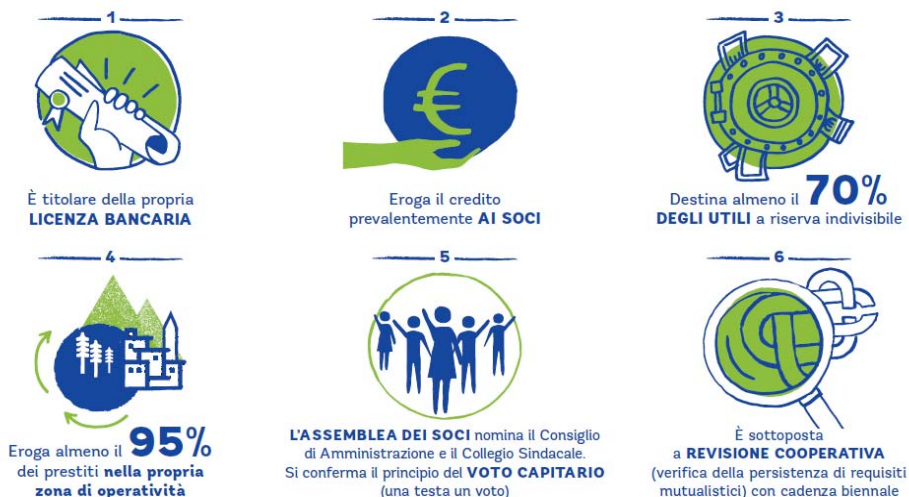 1
È titolare della propria
LICENZA BANCARIA
2
Eroga il credito
prevalentemente AI SOCI
3
Destina almeno il 70%
DEGLI UTILI a riserva indivisibile
4
Eroga almeno il 95%
dei prestiti nella propria
zona di operatività
5
L'ASSEMBLEA DEI SOCI nomina il Consiglio
di Amministrazione e il Collegio Sindacale.
Si conferma il principio del VOTO CAPITARIO
(una testa un voto)
6
È sottoposta
a REVISIONE COOPERATIVA
(verifica della persistenza di requisiti
mutualistici) con cadenza biennale